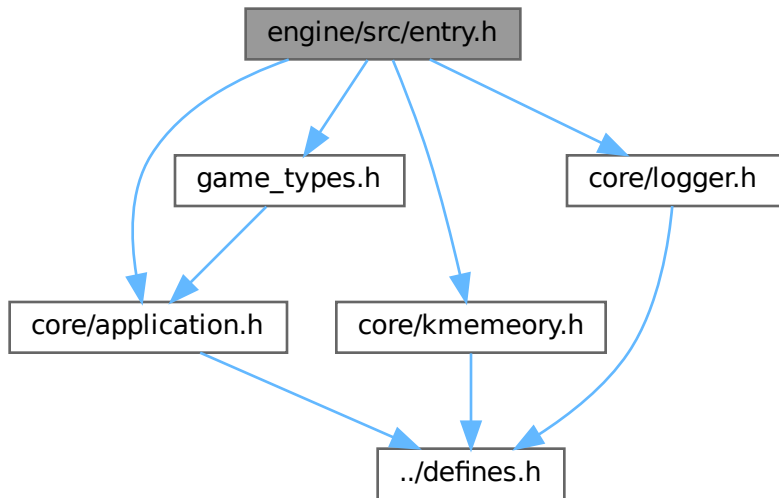 engine/src/entry.h
game_types.h
core/logger.h
core/application.h
core/kmemeory.h
../defines.h